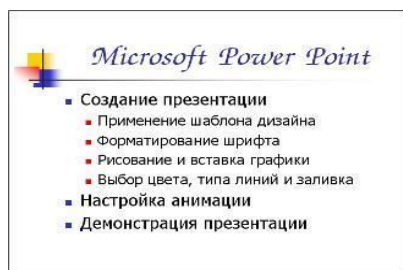 Microsoft Power Point
Создание презентации
Применение шаблона дизайна
Форматирование шрифта
Рисование и вставка графики
Выбор цвета, типа линий и заливка
Настройка анимации
Демонстрация презентации